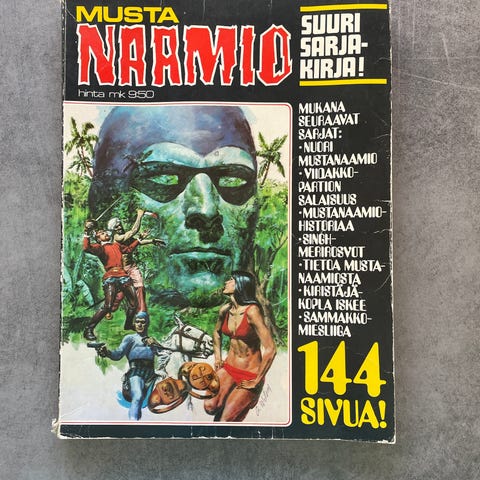 MUSTA
NAAMIO
hinta mk 9:50
SUURI
SARJA-
KIRJA!
MUKANA
SEURAAVAT
SARJAT:
• NUORI
MUSTANAAMIO
• VIIDAKKO-
PARTION
SALAISUUS
• MUSTANAAMIO-
HISTORIAA
• SINGH-
MERIROSVOT
• TIETOA MUSTA-
NAAMIOSTA
• KIRISTÄJÄ-
KOPLA ISKEE
• SAMMAKKO-
MIESLIIGA
144
SIVUA!